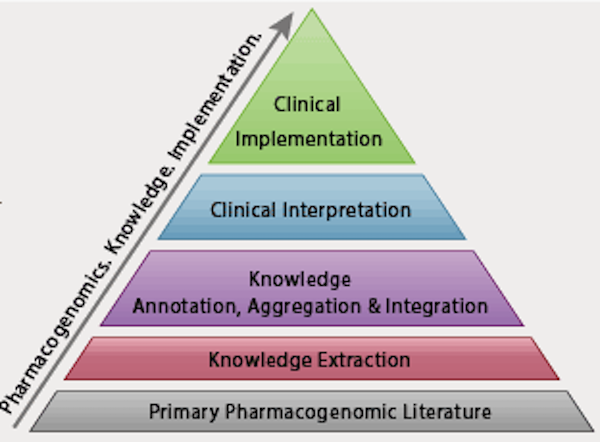 Pharmacogenomics. Knowledge. Implementation.
Clinical
Implementation
Clinical Interpretation
Knowledge
Annotation, Aggregation & Integration
Knowledge Extraction
Primary Pharmacogenomic Literature